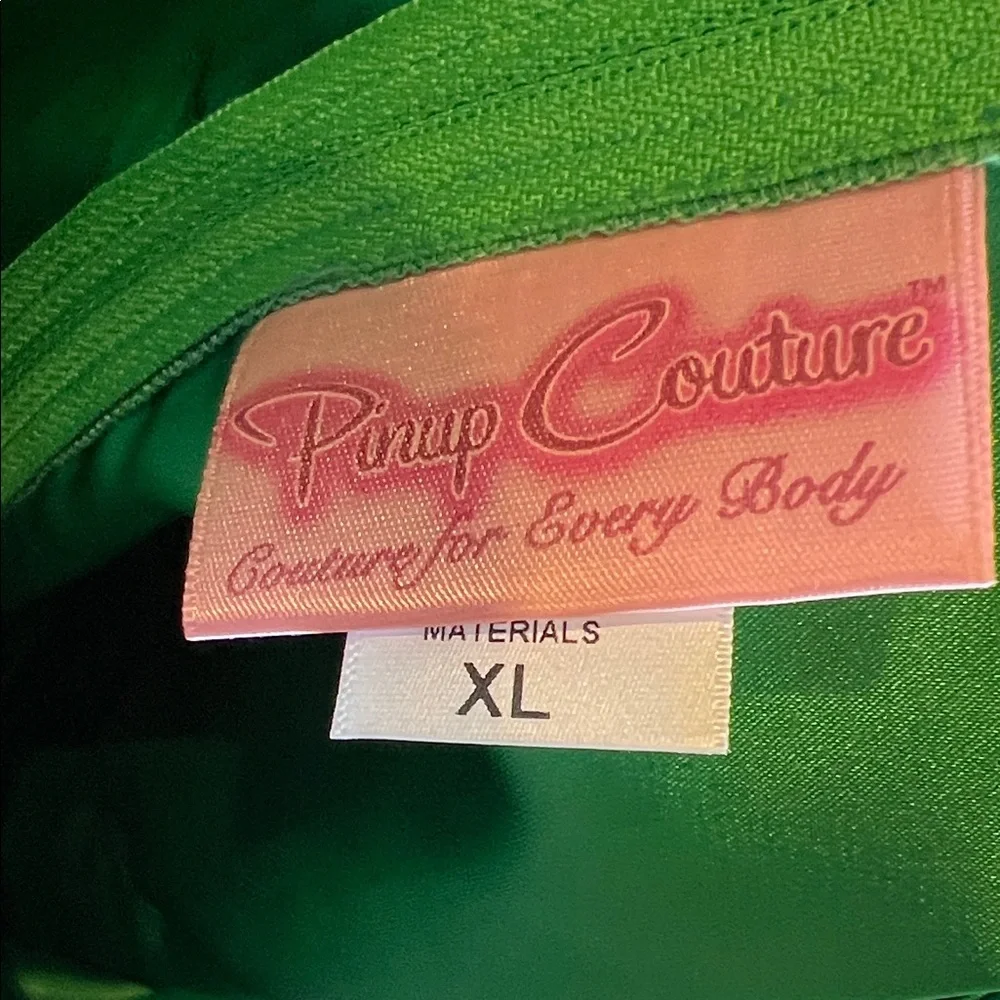 Pinup Couture™
Couture for Every Body
MATERIALS
XL